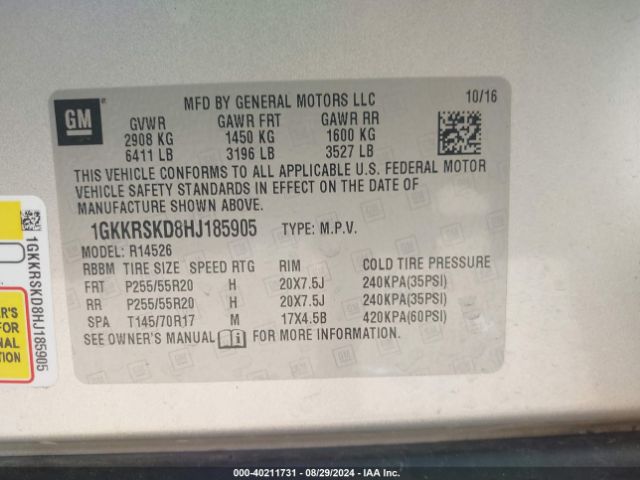 GM
MFD BY GENERAL MOTORS LLC 10/16
GVWR GAWR FRT GAWR RR
2908 KG 1450 KG 1600 KG
6411 LB 3196 LB 3527 LB
THIS VEHICLE CONFORMS TO ALL APPLICABLE U.S. FEDERAL MOTOR
VEHICLE SAFETY STANDARDS IN EFFECT ON THE DATE OF
MANUFACTURE SHOWN ABOVE.
1GKKRSKD8HJ185905 TYPE: M.P.V.
MODEL: R14526
RBBM TIRE SIZE SPEED RTG RIM COLD TIRE PRESSURE
FRT P255/55R20 H 20X7.5J 240KPA(35PSI)
RR P255/55R20 H 20X7.5J 240KPA(35PSI)
SPA T145/70R17 M 17X4.5B 420KPA(60PSI)
SEE OWNER'S MANUAL FOR MORE INFORMATION.
1GKKRSKD8HJ185905
ER'S
FOR
ONAL
000-40211731 - 08/29/2024 - IAA Inc.